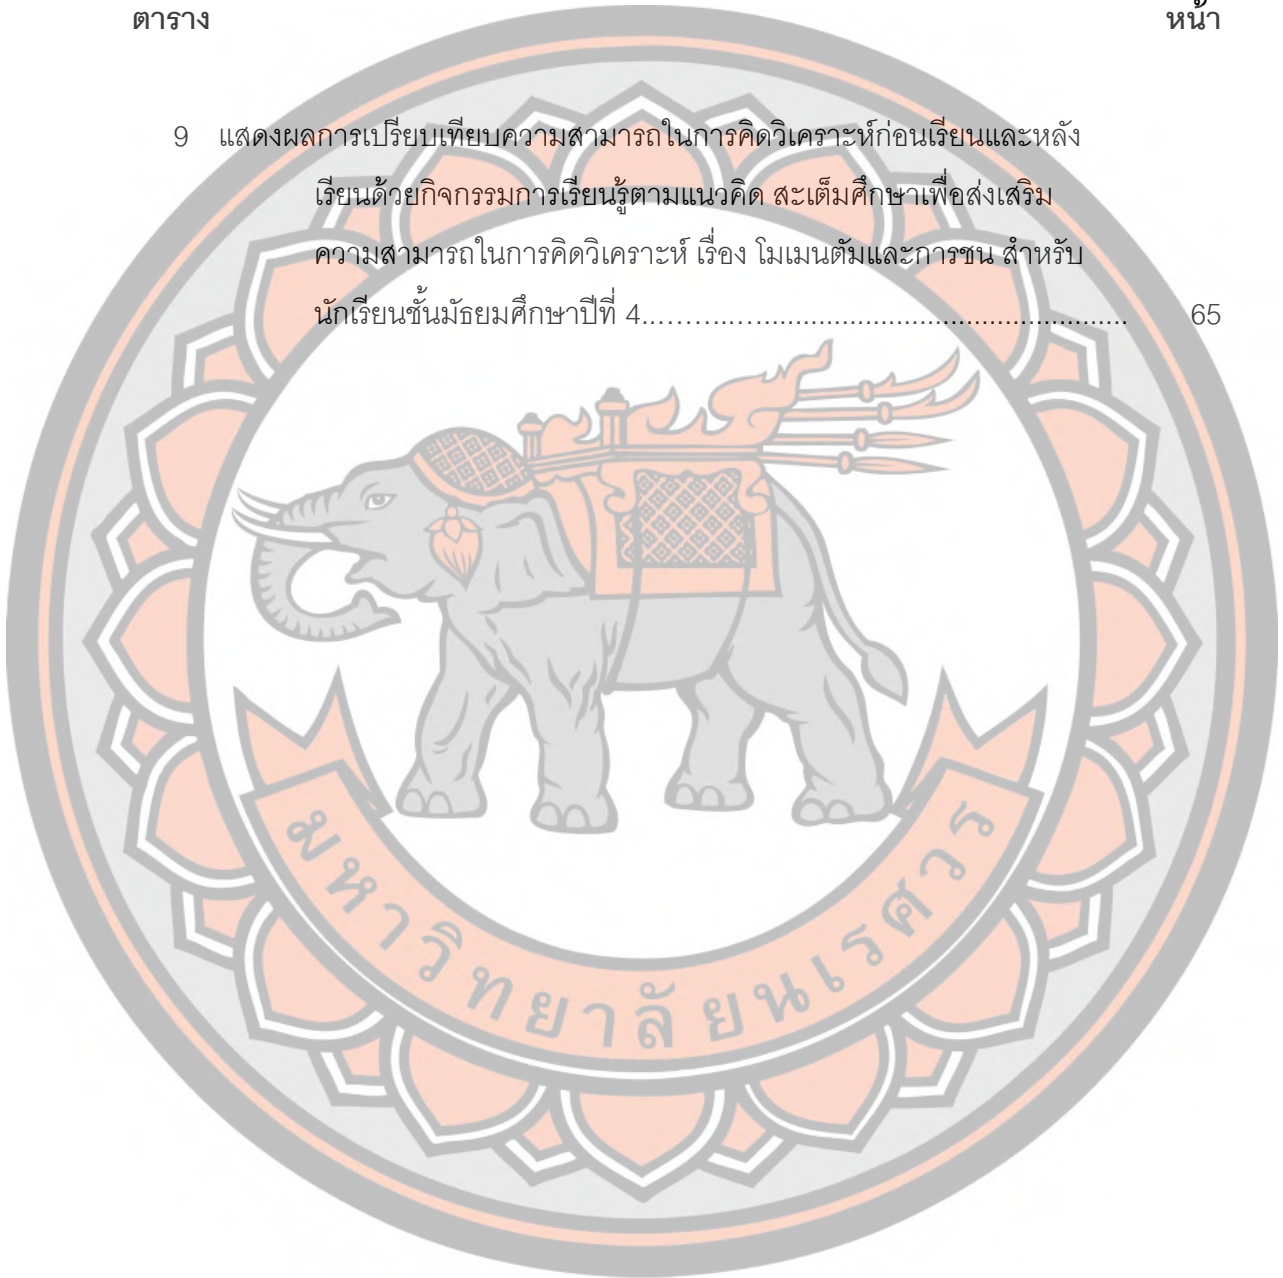 ตาราง หน้า
9 แสดงผลการเปรียบเทียบความสามารถในการคิดวิเคราะห์ก่อนเรียนและหลัง
เรียนด้วยกิจกรรมการเรียนรู้ตามแนวคิด สะเต็มศึกษาเพื่อส่งเสริม
ความสามารถในการคิดวิเคราะห์ เรื่อง โมเมนตัมและการชน สำหรับ
นักเรียนชั้นมัธยมศึกษาปีที่ 4................................................................ 65
มหาวิทยาลัยนเรศวร